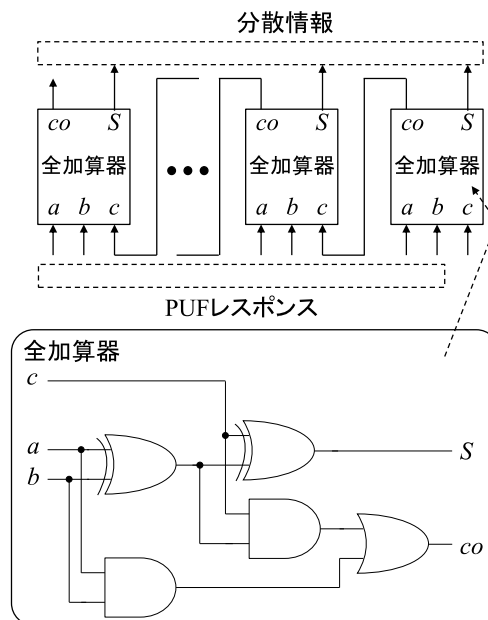 分散情報
co S co S co S
全加算器 全加算器 全加算器
a b c a b c a b c
PUFレスポンス
全加算器
c
a
b
S
co